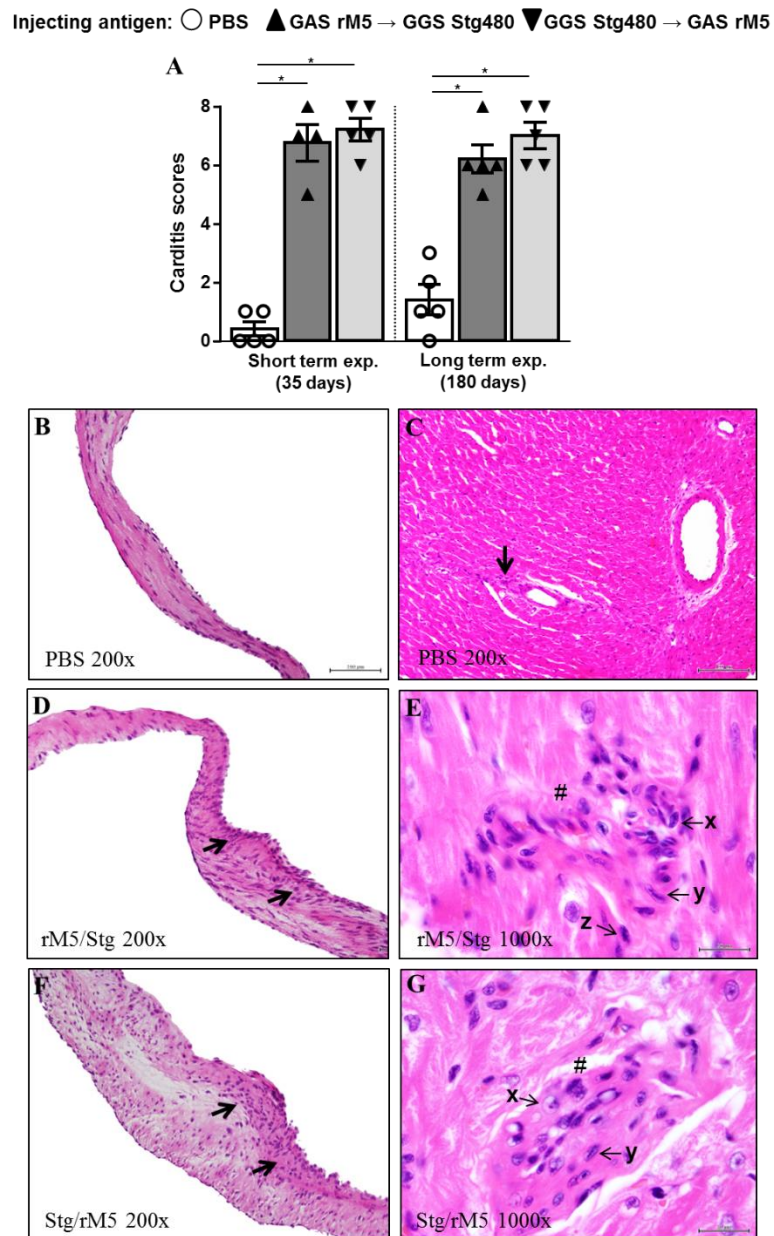 Injecting antigen: PBS GAS rM5 → GGS Stg480 GGS Stg480 → GAS rM5
A
* *
* *
8
6
4
2
0
Carditis scores
Short term exp. Long term exp.
(35 days) (180 days)
B
PBS 200x
C
PBS 200x
D
rM5/Stg 200x
E
#
x
y
z
rM5/Stg 1000x
F
Stg/rM5 200x
G
#
x
y
Stg/rM5 1000x